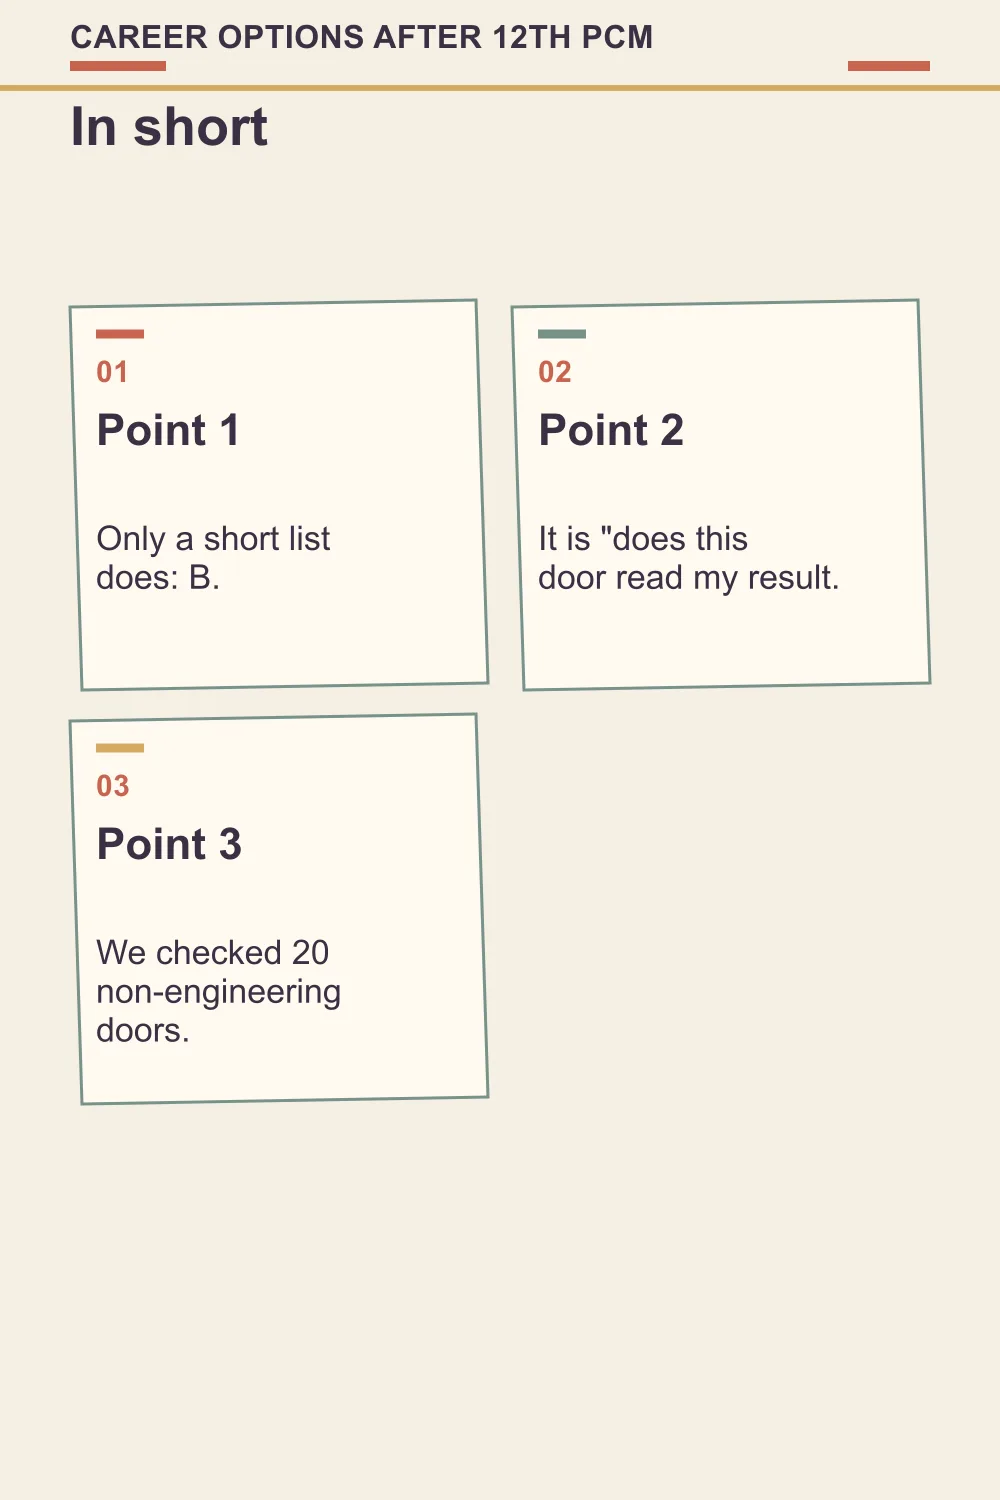 CAREER OPTIONS AFTER 12TH PCM
In short
01
Point 1
Only a short list
does: B.
02
Point 2
It is "does this
door read my result.
03
Point 3
We checked 20
non-engineering
doors.